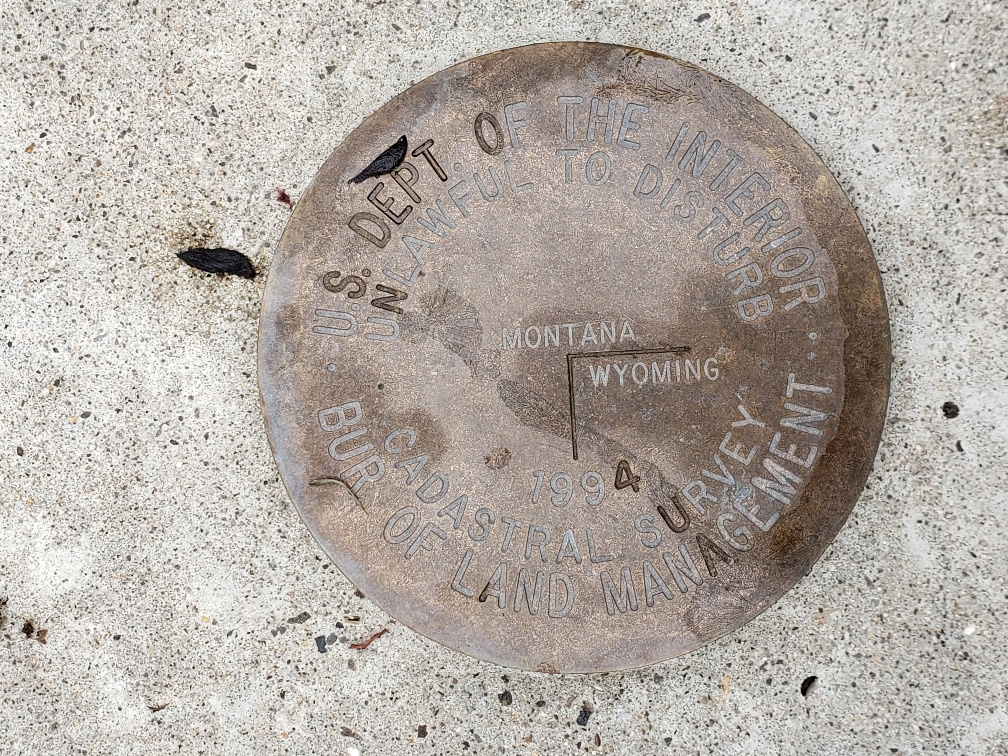 U.S. DEPT. OF THE INTERIOR
UNLAWFUL TO DISTURB
MONTANA
WYOMING
1994
CADASTRAL SURVEY
BUR OF LAND MANAGEMENT